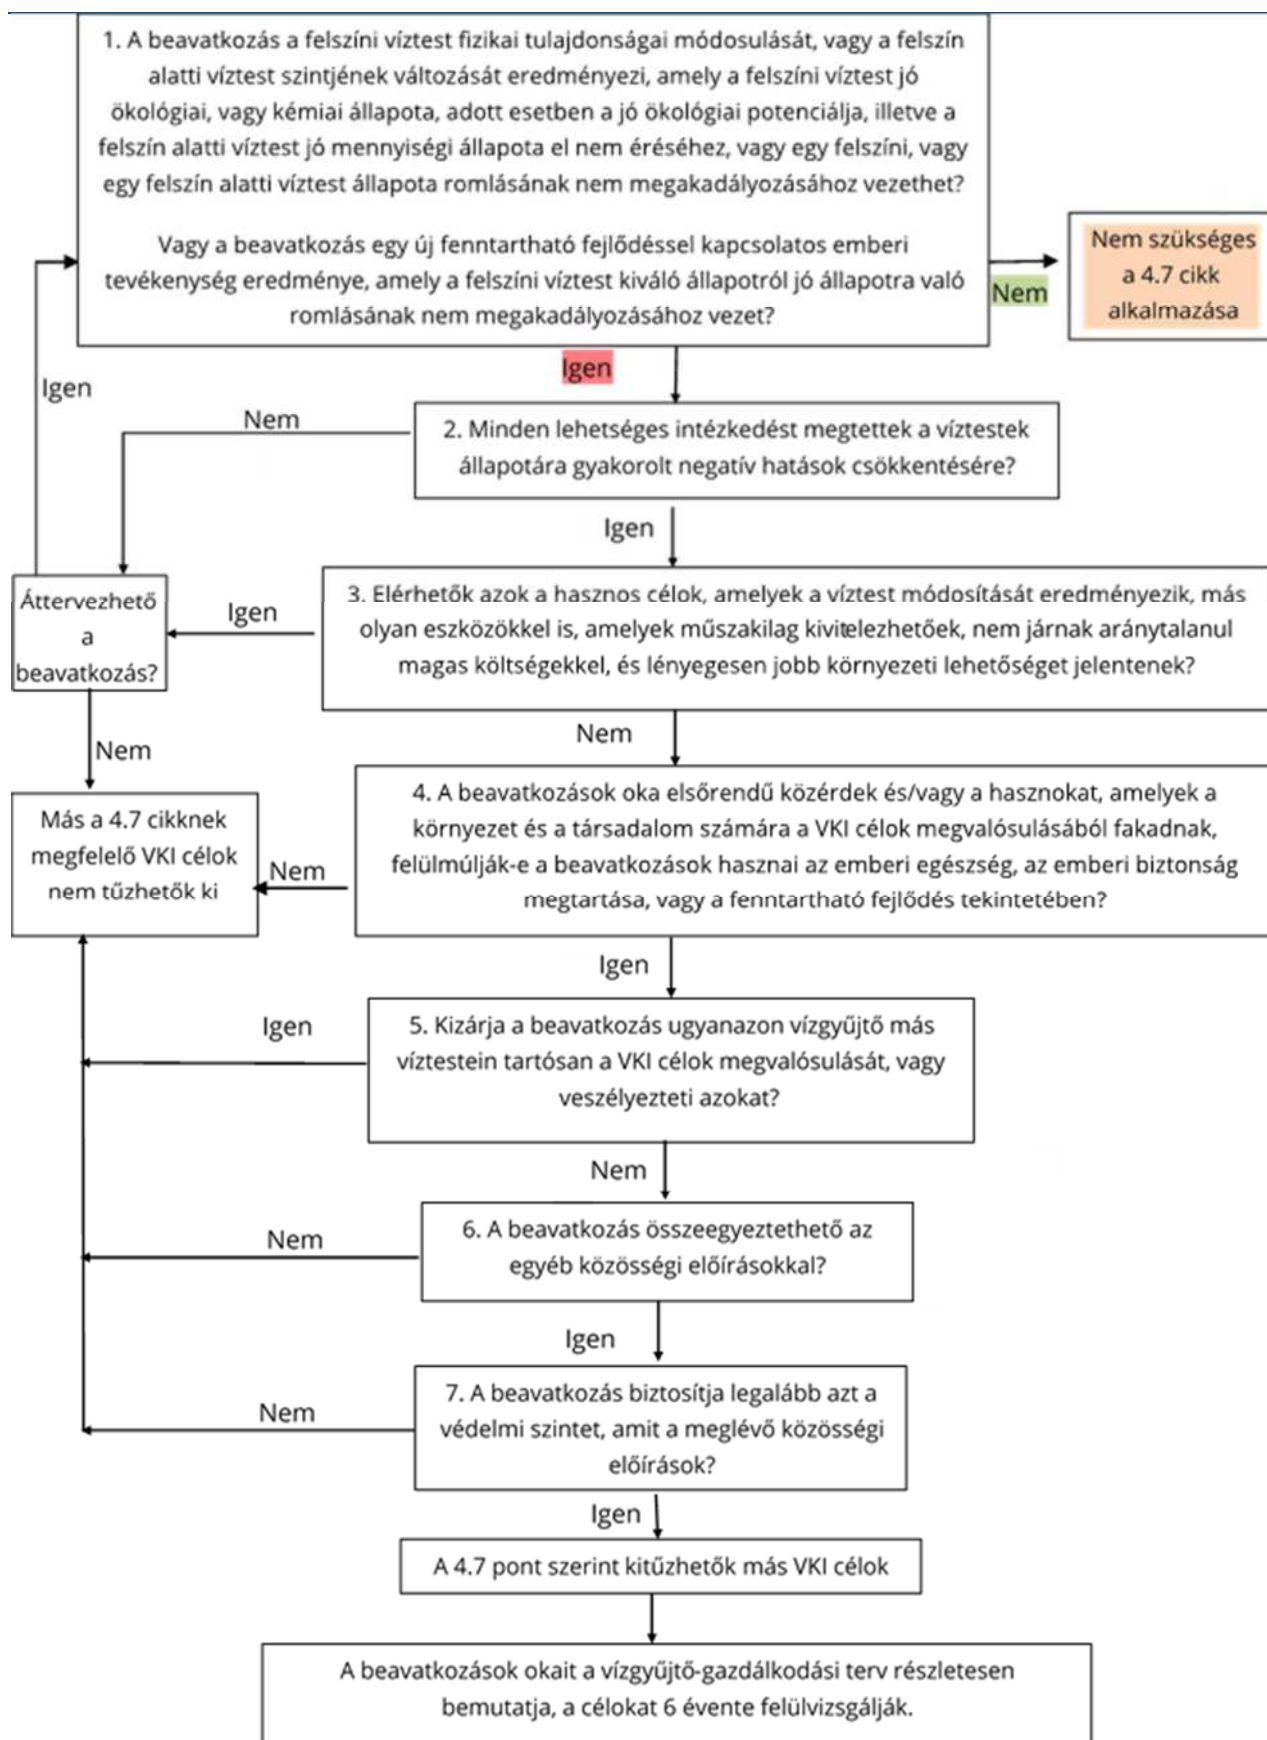 1. A beavatkozás a felszíni víztest fizikai tulajdonságai módosulását, vagy a felszín
alatti víztest szintjének változását eredményezi, amely a felszíni víztest jó
ökológiai, vagy kémiai állapota, adott esetben a jó ökológiai potenciálja, illetve a
felszín alatti víztest jó mennyiségi állapota el nem éréséhez, vagy egy felszíni, vagy
egy felszín alatti víztest állapota romlásának nem megakadályozásához vezethet?
Vagy a beavatkozás egy új fenntartható fejlődéssel kapcsolatos emberi
tevékenység eredménye, amely a felszíni víztest kiváló állapotról jó állapotra való
romlásának nem megakadályozásához vezet?
Nem
Nem szükséges
a 4.7 cikk
alkalmazása
Igen
Igen
Nem
2. Minden lehetséges intézkedést megtettek a víztestek
állapotára gyakorolt negatív hatások csökkentésére?
Igen
Áttervezhető
a
beavatkozás?
Igen
3. Elérhetők azok a hasznos célok, amelyek a víztest módosítását eredményezik, más
olyan eszközökkel is, amelyek műszakilag kivitelezhetőek, nem járnak aránytalanul
magas költségekkel, és lényegesen jobb környezeti lehetőséget jelentenek?
Nem
Nem
Más a 4.7 cikknek
megfelelő VKI célok
nem tűzhetők ki
Nem
4. A beavatkozások oka elsőrendű közérdek és/vagy a hasznokat, amelyek a
környezet és a társadalom számára a VKI célok megvalósulásából fakadnak,
felülmúlják-e a beavatkozások hasznai az emberi egészség, az emberi biztonság
megtartása, vagy a fenntartható fejlődés tekintetében?
Igen
Igen
5. Kizárja a beavatkozás ugyanazon vízgyűjtő más
víztestein tartósan a VKI célok megvalósulását, vagy
veszélyezteti azokat?
Nem
Nem
6. A beavatkozás összeegyeztethető az
egyéb közösségi előírásokkal?
Igen
Nem
7. A beavatkozás biztosítja legalább azt a
védelmi szintet, amit a meglévő közösségi
előírások?
Igen
A 4.7 pont szerint kitűzhetők más VKI célok
A beavatkozások okait a vízgyűjtő-gazdálkodási terv részletesen
bemutatja, a célokat 6 évente felülvizsgálják.